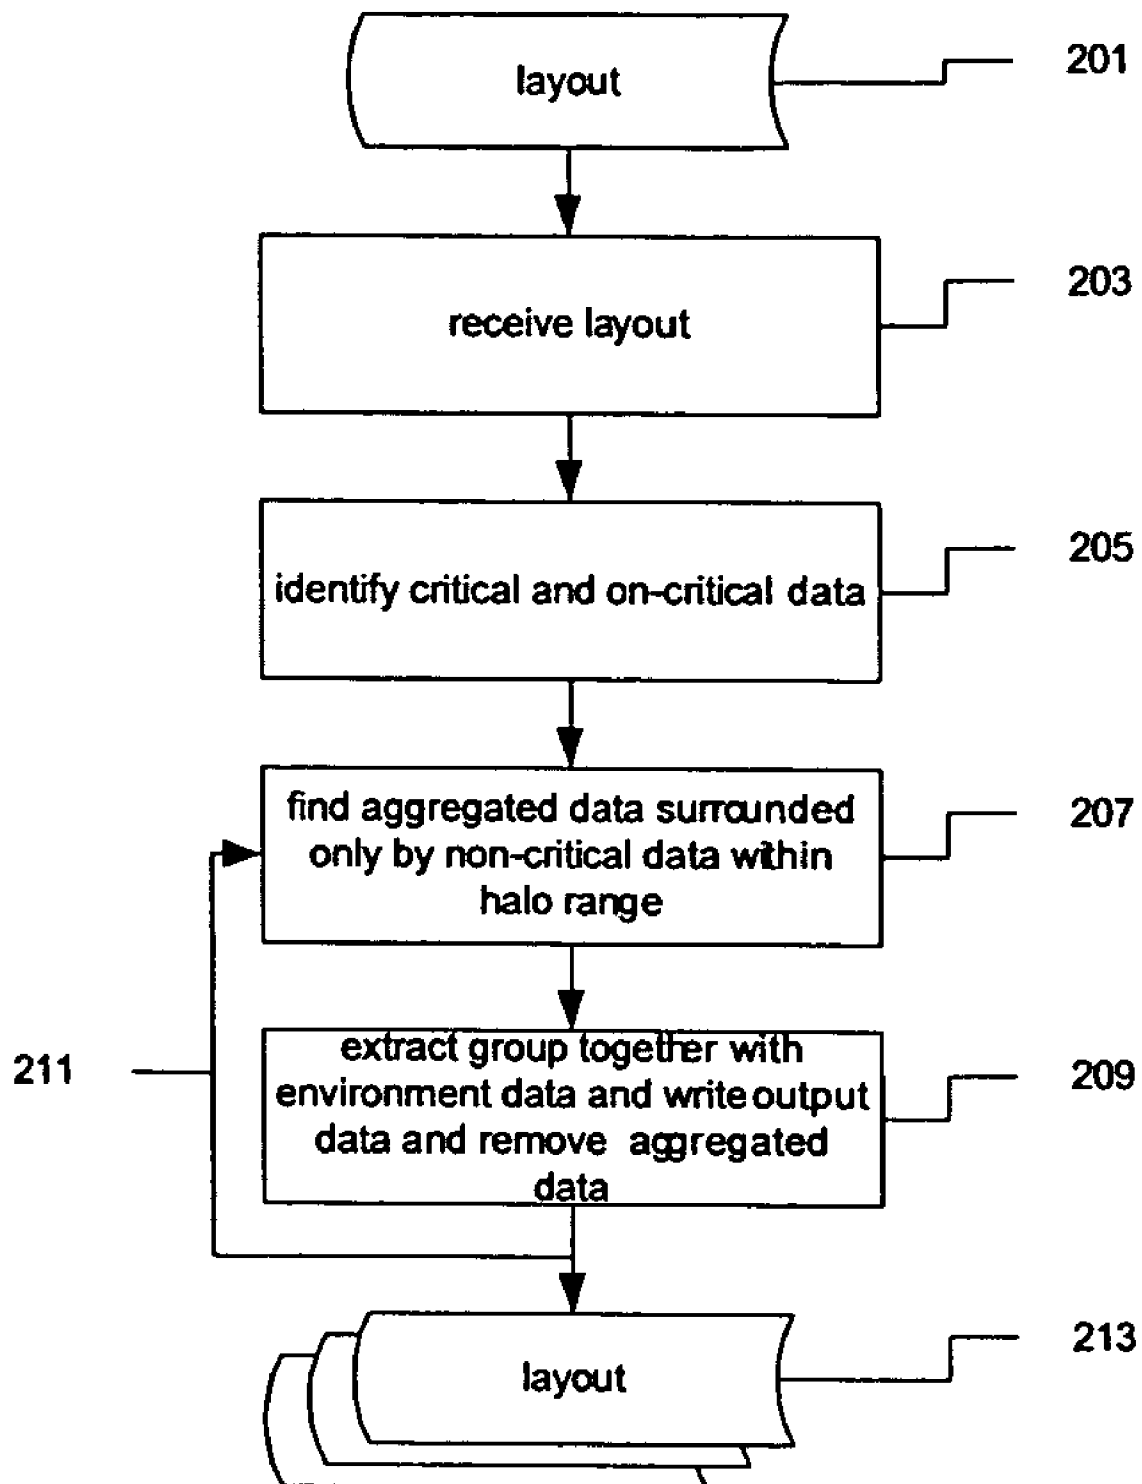 layout
201
receive layout
203
identify critical and on-critical data
205
find aggregated data surrounded
only by non-critical data within
halo range
207
extract group together with
environment data and write output
data and remove aggregated
data
209
211
layout
213